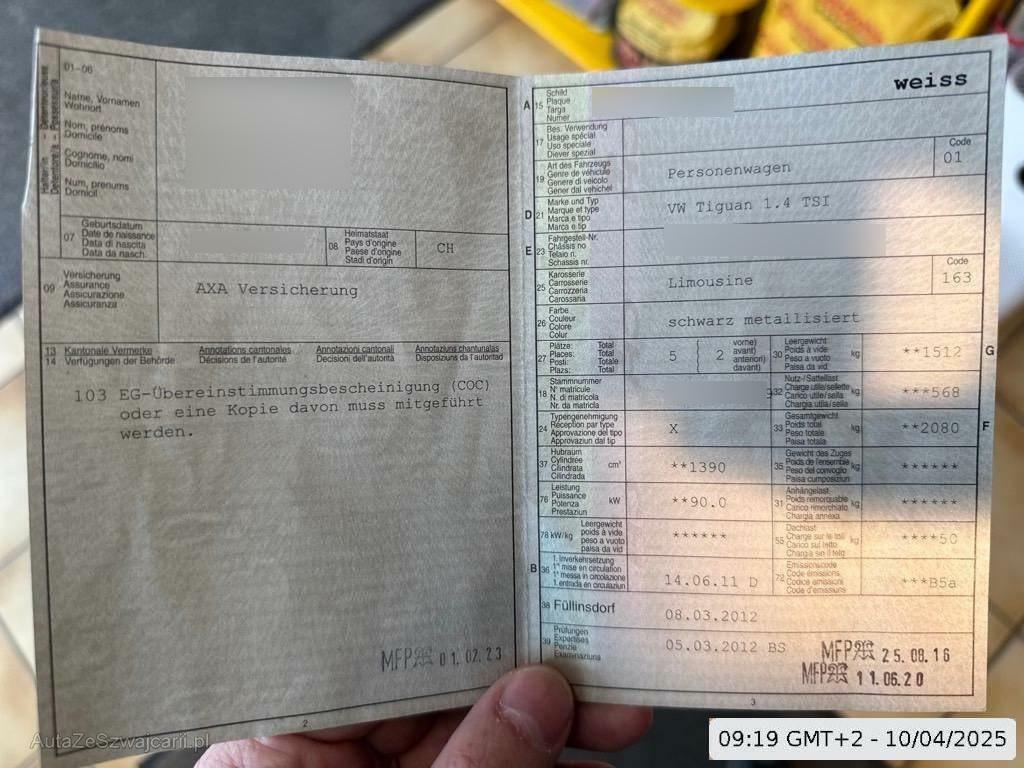 01-06
Halter/in
Name, Vornamen
Wohnort
Nom, prénoms
Domicile
Cognome, nomi
Domicilio
Num, prenums
Domicil
07
Geburtsdatum
Date de naissance
Data di nascita
Data da nasch.
08
Heimatstaat
Pays d'origine
Paese d'origine
Stadi d'origin
CH
09
Versicherung
Assurance
Assicurazione
Assicuranza
AXA Versicherung
13 Kantonale Vermerke Annotations cantonales Annotazioni cantonali Annotaziuns chantunalas
14 Verfügungen der Behörde Décisions de l'autorité Decisioni dell'autorità Disposiziuns da l'autoritad
103 EG-Übereinstimmungsbescheinigung (COC)
oder eine Kopie davon muss mitgeführt
werden.
MFP 01.02.23
2
AutaZeSzwajcarii.pl
weiss
A 15
Schild
Plaque
Targa
Numer
17
Bes. Verwendung
Usage spécial
Uso speciale
Diever spezial
19
Art des Fahrzeugs
Genre de véhicule
Genere di veicolo
Gener dal vehichel
Personenwagen
Code
01
D 21
Marke und Typ
Marque et type
Marca e tipo
Marca e tip
VW Tiguan 1.4 TSI
E 23
Fahrgestell-Nr.
Châssis no
Telaio n.
Schassis nr.
25
Karosserie
Carrosserie
Carrozzeria
Carossaria
Limousine
Code
163
26
Farbe
Couleur
Colore
Colur
schwarz metallisiert
27
Plätze: Total
Places: Total
Posti: Totale
Plazs: Total
5
2
vorne)
avant)
anteriori)
davant)
30
Leergewicht
Poids à vide
Peso a vuoto
Paisa da vid
kg
**1512
G
18
Stammnummer
N° matricule
N. di matricola
Nr. da matricla
32
Nutz-/Sattellast
Charge utile/sellette
Carico utile/sella
Chargia utila/sella
kg
**568
24
Typengenehmigung
Réception par type
Approvazione del tipo
Approvaziun dal tip
X
33
Gesamtgewicht
Poids total
Peso totale
Paisa totala
kg
**2080
F
37
Hubraum
Cylindrée
Cilindrata
Cilindrada
cm³
**1390
35
Gewicht des Zuges
Poids de l'ensemble
Peso del convoglio
Paisa cumposiziun
kg
******
76
Leistung
Puissance
Potenza
Prestaziun
kW
**90.0
31
Anhängelast
Poids remorquable
Carico rimorchiato
Chargia annexa
kg
******
78 kW/kg
Leergewicht
poids à vide
peso a vuoto
paisa da vid
******
55
Dachlast
Charge sur le toit
Carico sul tetto
Chargia sin il tetg
kg
****50
B 36
1. Inverkehrsetzung
1re mise en circulation
1a messa in circolazione
1. entrada en circulaziun
14.06.11 D
72
Emissionscode
Code émissions
Codice emissioni
Code d'emissiuns
***B5a
38 Füllinsdorf
08.03.2012
39
Prüfungen
Expertises
Perizie
Examinaziuns
05.03.2012 BS
MFP 25.08.16
MFP 11.06.20
3
09:19 GMT+2 - 10/04/2025